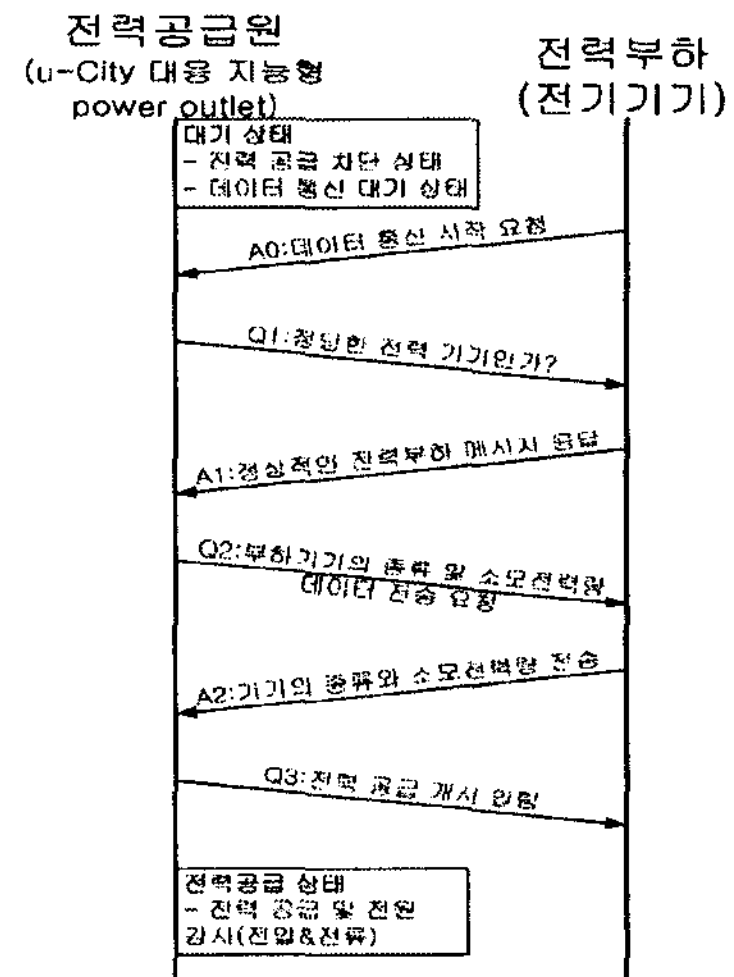 전력공급원
(u-City 대응 지능형
power outlet)
전력부하
(전기기기)
대기 상태
- 전력 공급 차단 상태
- 데이터 통신 대기 상태
A0:데이터 통신 시작 요청
Q1:정당한 전력 기기인가?
A1:정상적인 전력부하 메시지 응답
Q2:부하기기의 종류 및 소모전력량
데이터 전송 요청
A2:기기의 종류와 소모전력량 전송
Q3:전력 공급 개시 알림
전력공급 상태
- 전력 공급 및 전원
감시(전압&전류)